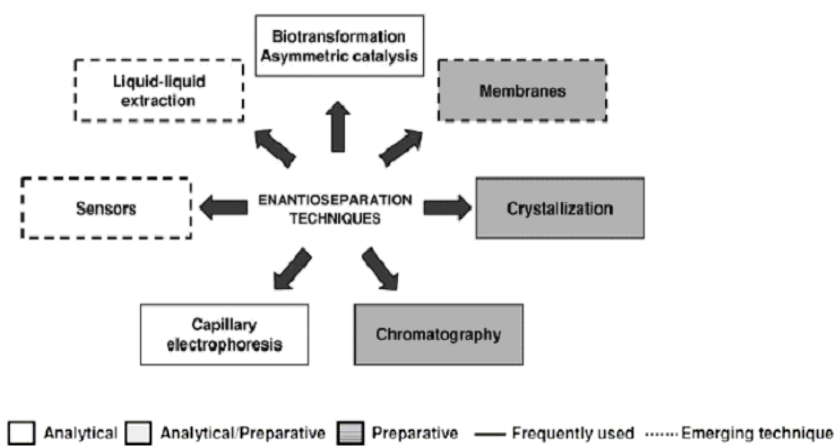 Biotransformation
Asymmetric catalysis
Liquid-liquid
extraction
Membranes
Sensors
ENANTIOSEPARATION
TECHNIQUES
Crystallization
Capillary
electrophoresis
Chromatography
Analytical Analytical/Preparative Preparative Frequently used Emerging technique